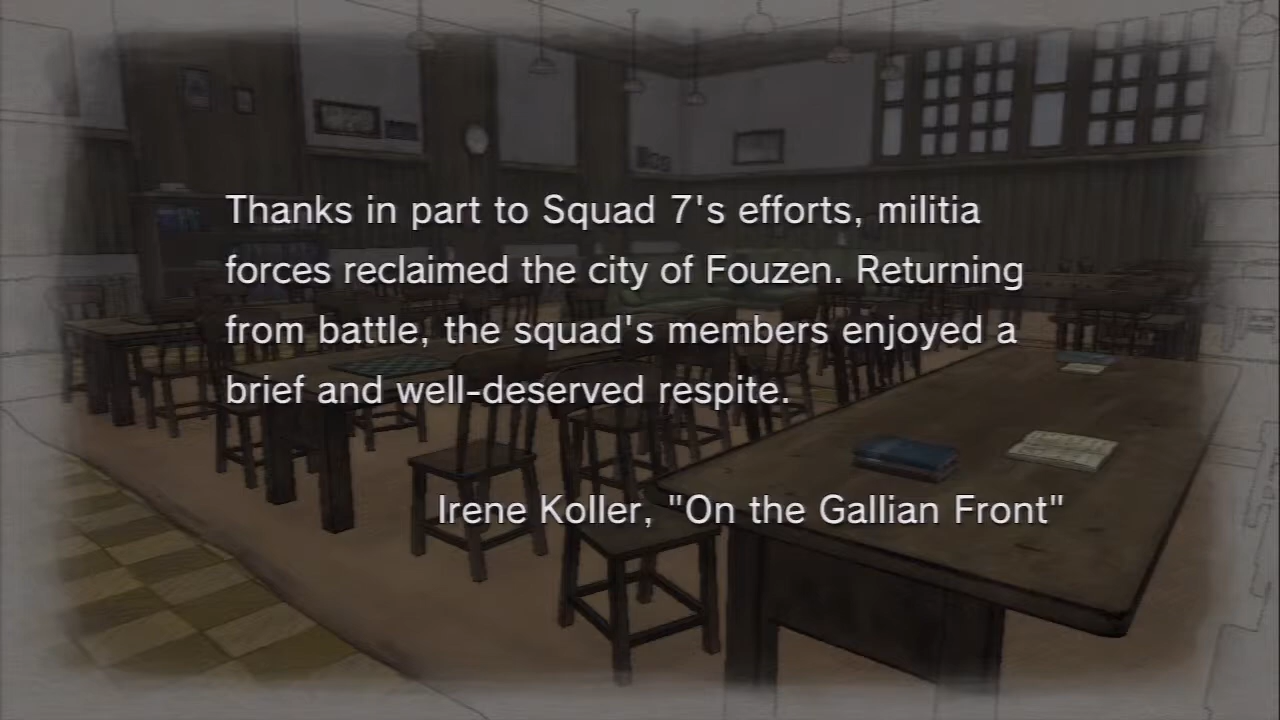 Thanks in part to Squad 7's efforts, militia
forces reclaimed the city of Fouzen. Returning
from battle, the squad's members enjoyed a
brief and well-deserved respite.
Irene Koller, "On the Gallian Front"